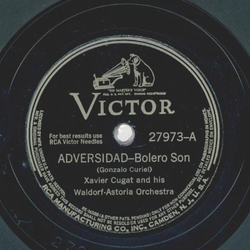 "HIS MASTER'S VOICE"
VICTOR
For best results use
RCA Victor Needles
27973-A
ADVERSIDAD-Bolero Son
(Gonzalo Curiel)
Xavier Cugat and his
Waldorf-Astoria Orchestra
RCA MANUFACTURING CO., INC., CAMDEN, N.J., U.S.A.